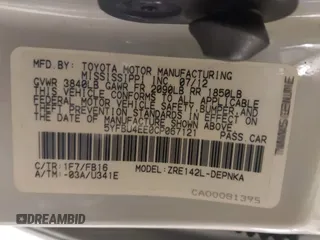 MFD. BY: TOYOTA MOTOR MANUFACTURING
MISSISSIPPI INC 07/12
GVWR 3840LB GAWR FR 2090LB RR 1850LB
THIS VEHICLE CONFORMS TO ALL APPLICABLE
FEDERAL MOTOR VEHICLE SAFETY, BUMPER, AND
THEFT PREVENTION STANDARDS IN EFFECT ON
THE DATE OF MANUFACTURE SHOWN ABOVE.
5YFBU4EE0CP067121 PASS CAR
C/TR: 1F7/FB16 MODEL: ZRE142L-DEPNKA
A/TM: -03A/U341E
CA00081395
DREAMBID